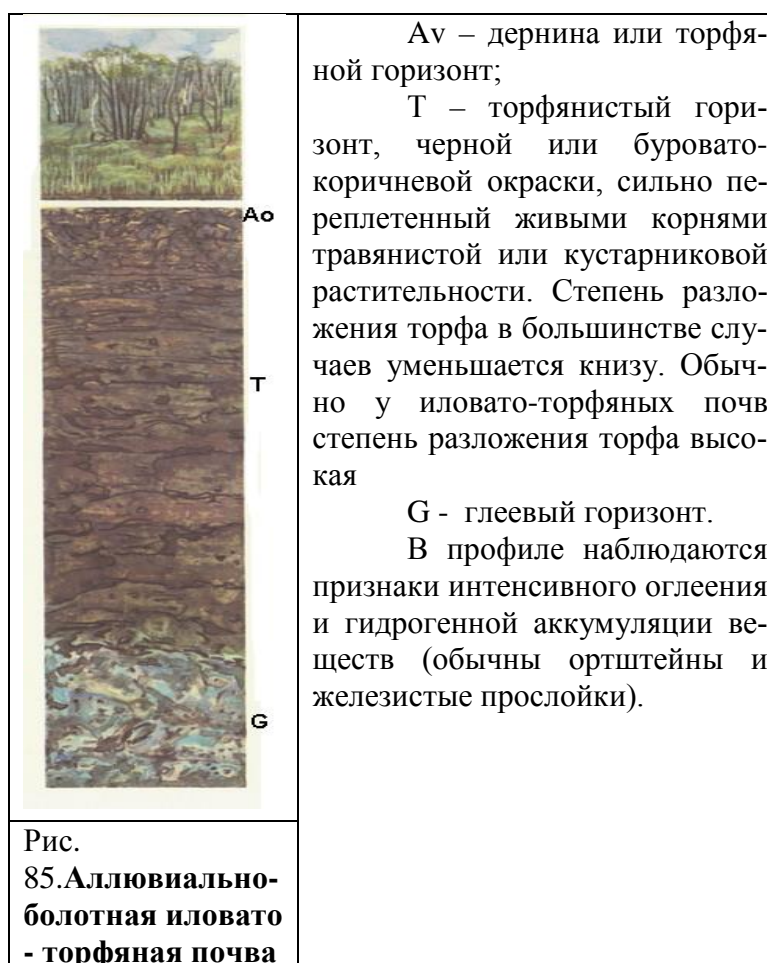 Ао
Т
G
Рис.
85.Аллювиально-
болотная иловато
- торфяная почва
Av – дернина или торфя-
ной горизонт;
Т – торфянистый гори-
зонт, черной или буровато-
коричневой окраски, сильно пе-
реплетенный живыми корнями
травянистой или кустарниковой
растительности. Степень разло-
жения торфа в большинстве слу-
чаев уменьшается книзу. Обыч-
но у иловато-торфяных почв
степень разложения торфа высо-
кая
G - глеевый горизонт.
В профиле наблюдаются
признаки интенсивного оглеения
и гидрогенной аккумуляции ве-
ществ (обычны ортштейны и
железистые прослойки).